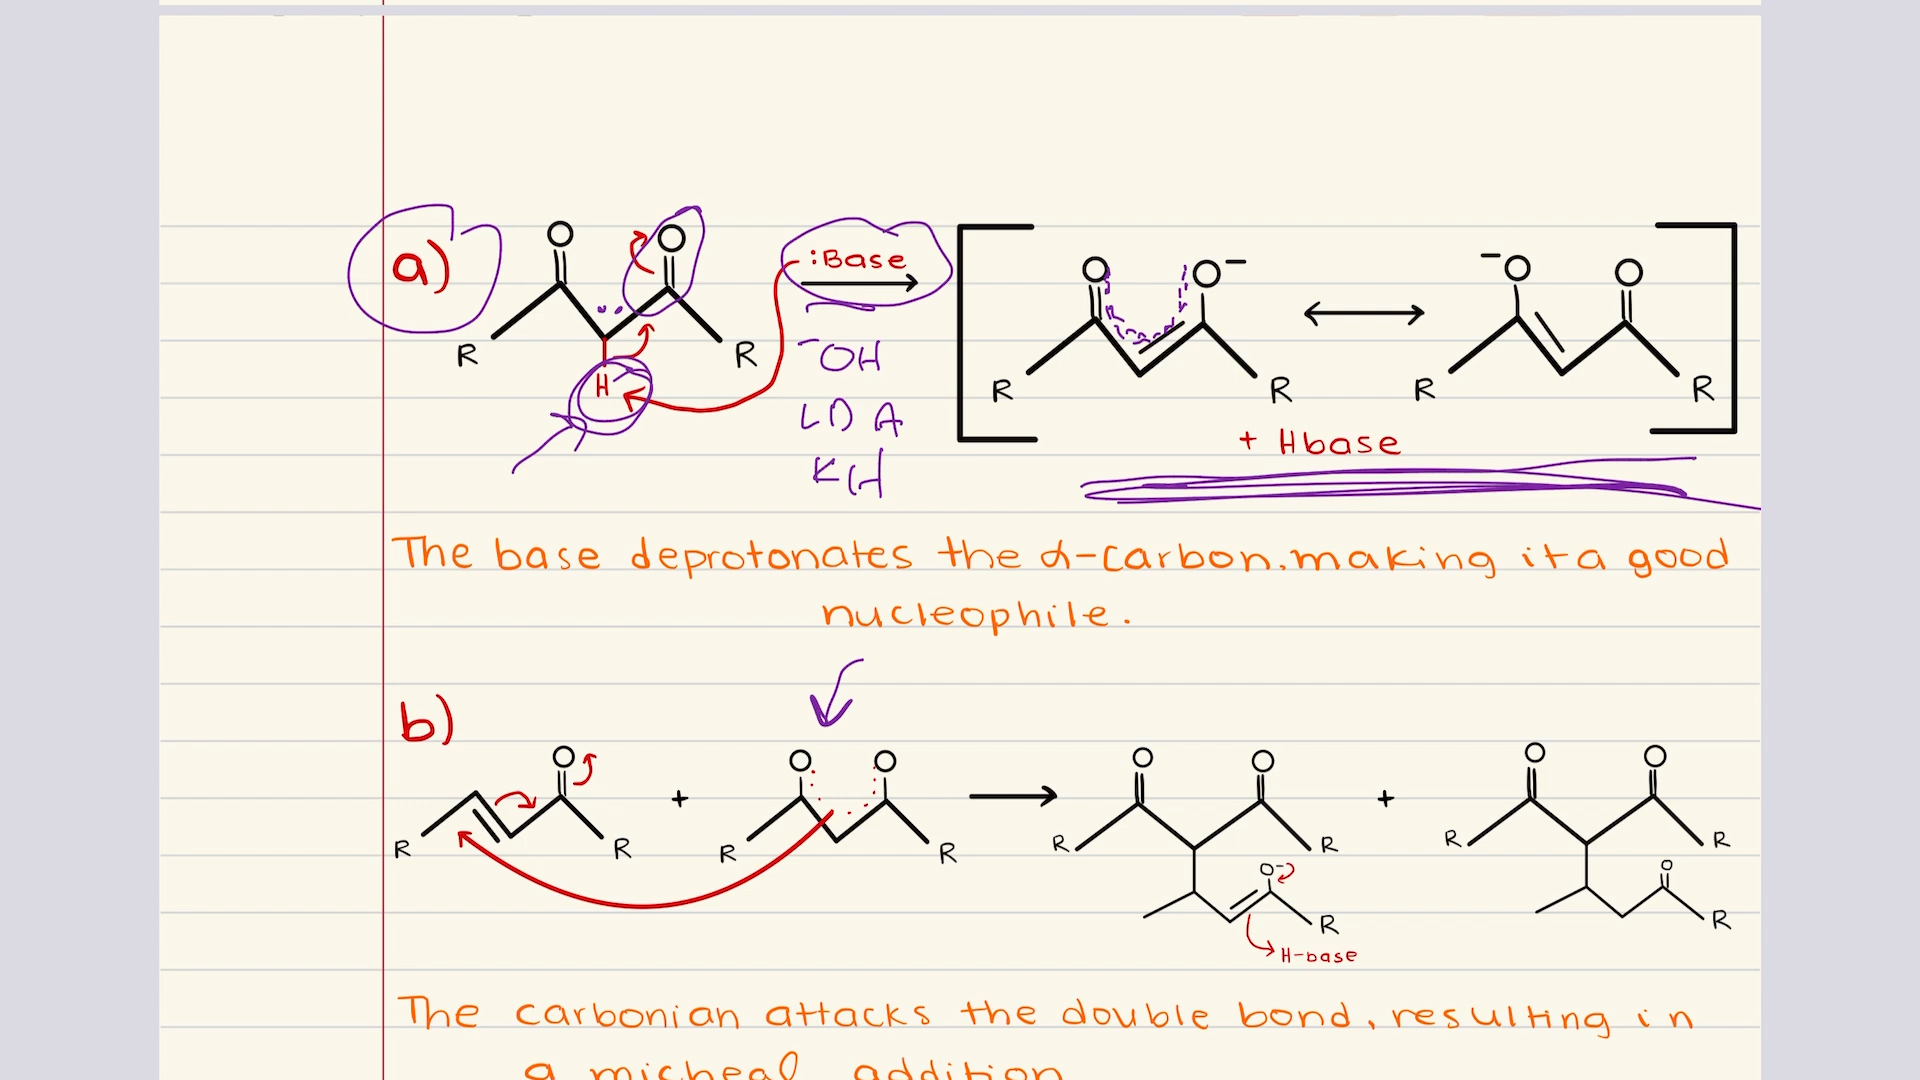 a)
O O :Base O O⁻ ⁻O O
R R R R R R
H
⁻OH
LDA
KH
+ Hbase
The base deprotonates the α-carbon, making it a good
nucleophile.
b)
O O O O O O O
R R + R R R R + R R
O⁻ O
R R
H-base
The carbonian attacks the double bond, resulting in
a micheal addition